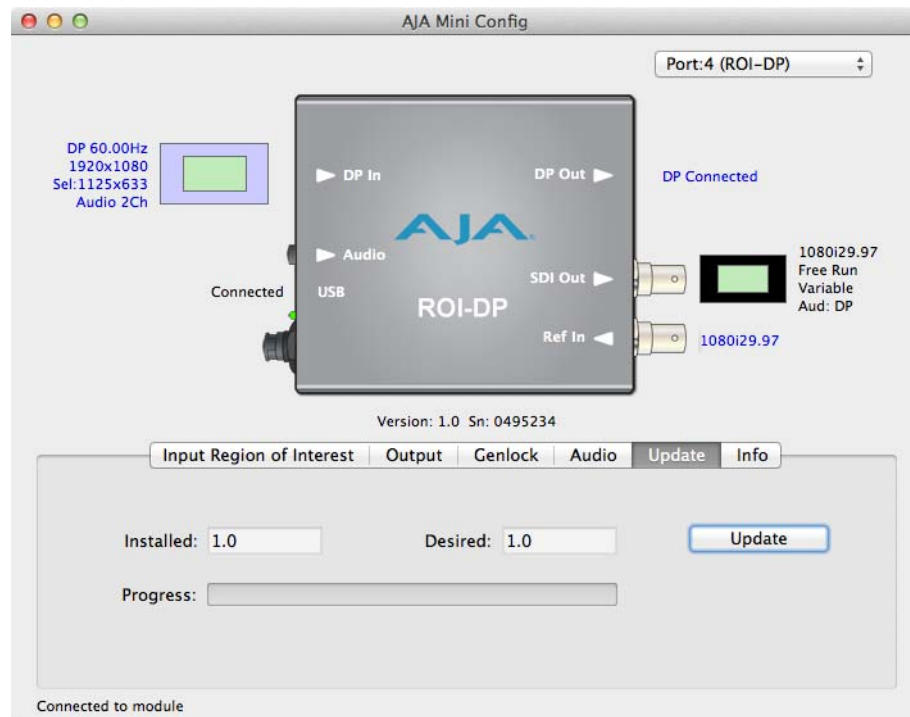 AJA Mini Config
Port:4 (ROI-DP)
DP 60.00Hz
1920x1080
Sel:1125x633
Audio 2Ch
DP In
DP Out
DP Connected
AJA
Audio
Connected
USB
ROI-DP
SDI Out
Ref In
1080i29.97
Free Run
Variable
Aud: DP
1080i29.97
Version: 1.0 Sn: 0495234
Input Region of Interest
Output
Genlock
Audio
Update
Info
Installed: 1.0
Desired: 1.0
Update
Progress:
Connected to module